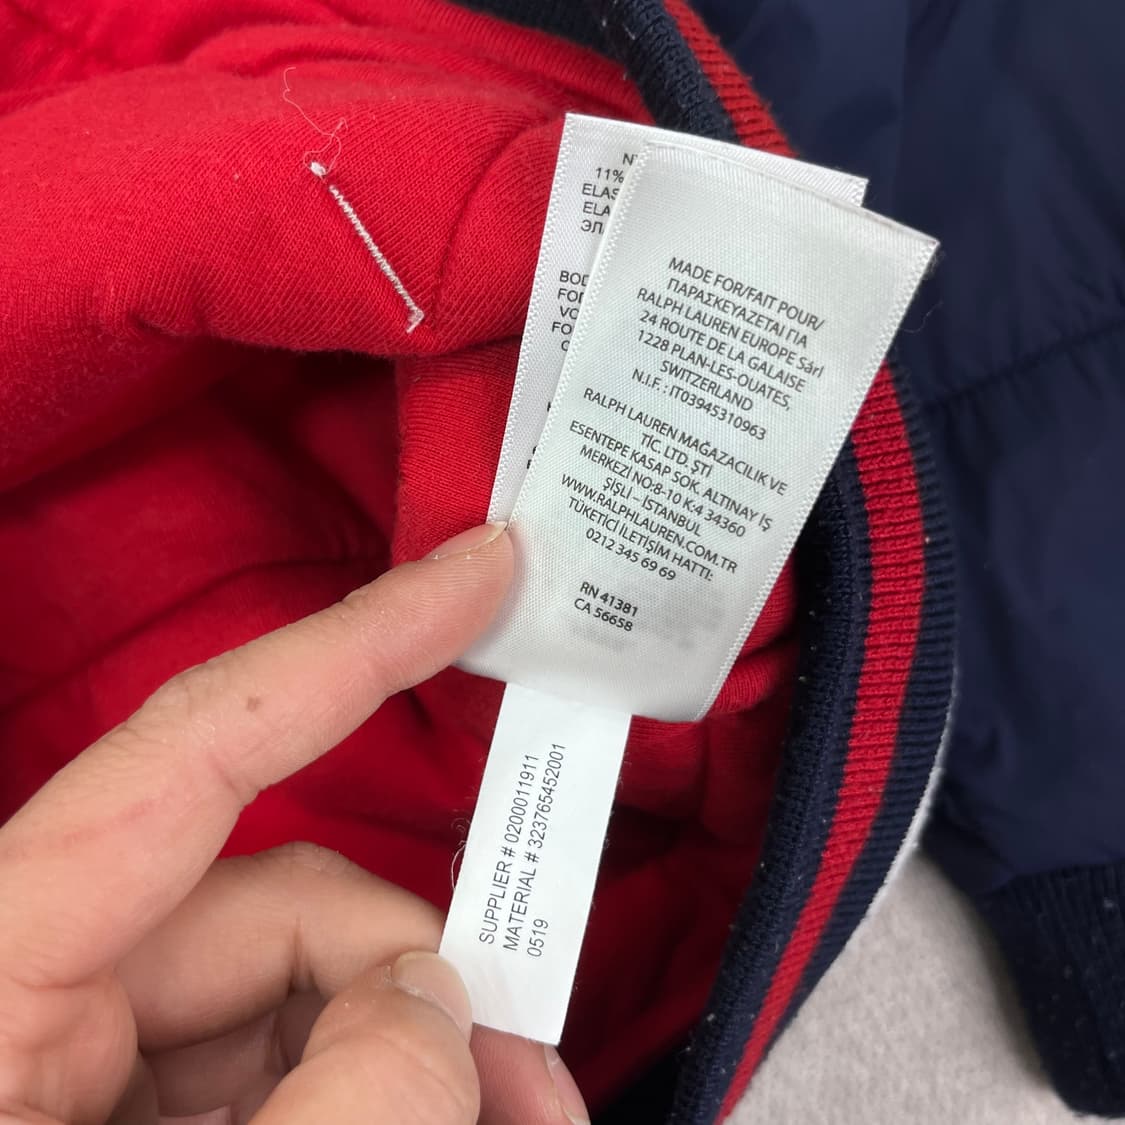 11%
MADE FOR/FAIT POUR/
ΠΑΡΑΣΚΕΥΑΖΕΤΑΙ ΓΙΑ
RALPH LAUREN EUROPE Sárl
24 ROUTE DE LA GALAISE
1228 PLAN-LES-OUATES,
SWITZERLAND
N.I.F. : IT03945310963
RALPH LAUREN MAĞAZACILIK VE
TİC. LTD. ŞTİ
ESENTEPE KASAP SOK. ALTINAY İŞ
MERKEZİ NO:8-10 K:4 34360
ŞİŞLİ – İSTANBUL
WWW.RALPHLAUREN.COM.TR
TÜKETİCİ İLETİŞİM HATTI:
0212 345 69 69
RN 41381
CA 56658
SUPPLIER # 0200011911
MATERIAL # 323765452001
0519